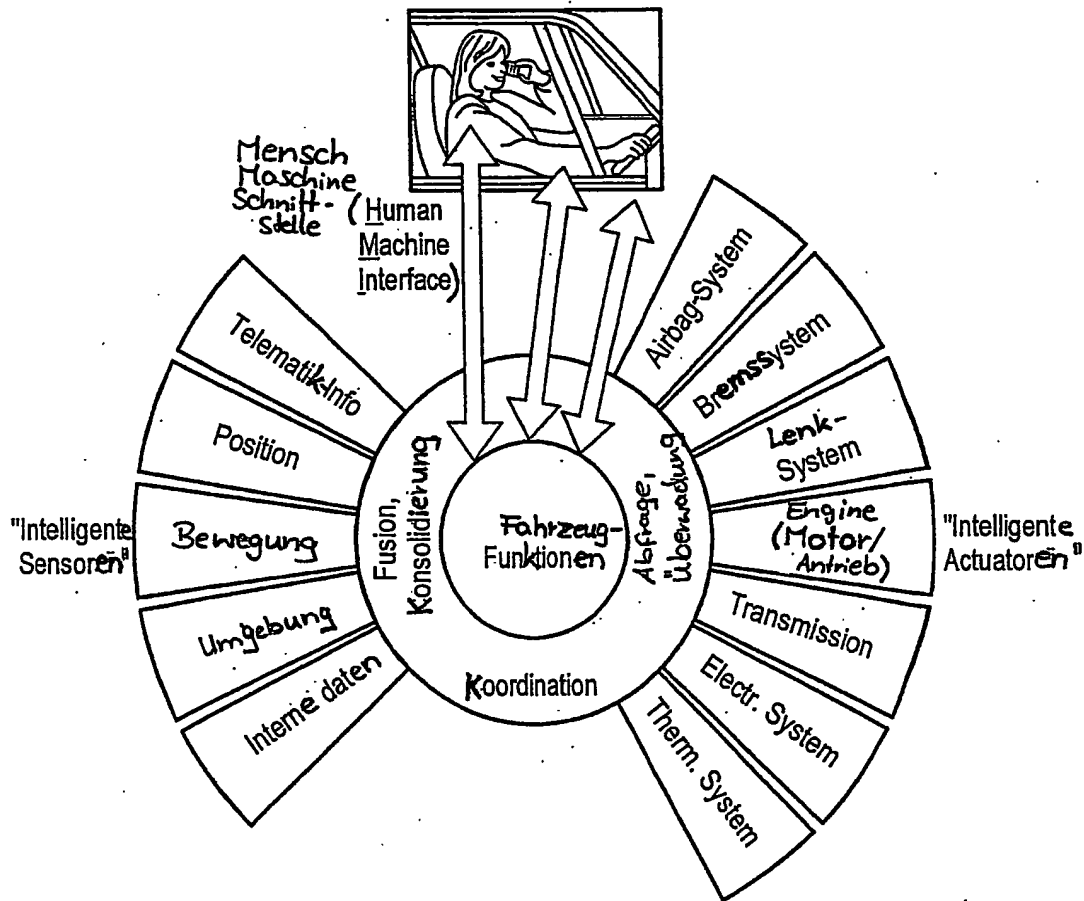 Mensch
Maschine
Schnitt-
stelle
(Human
Machine
Interface)
Telematik-Info
Position
"Intelligente
Sensoren"
Bewegung
Umgebung
Interne daten
Fusion,
Konsolidierung
Fahrzeug-
Funktionen
Abfrage,
Überwadung
Koordination
Airbag-System
Bremssystem
Lenk-
System
Engine
(Motor/
Antrieb)
"Intelligente
Actuatoren"
Transmission
Electr. System
Therm. System